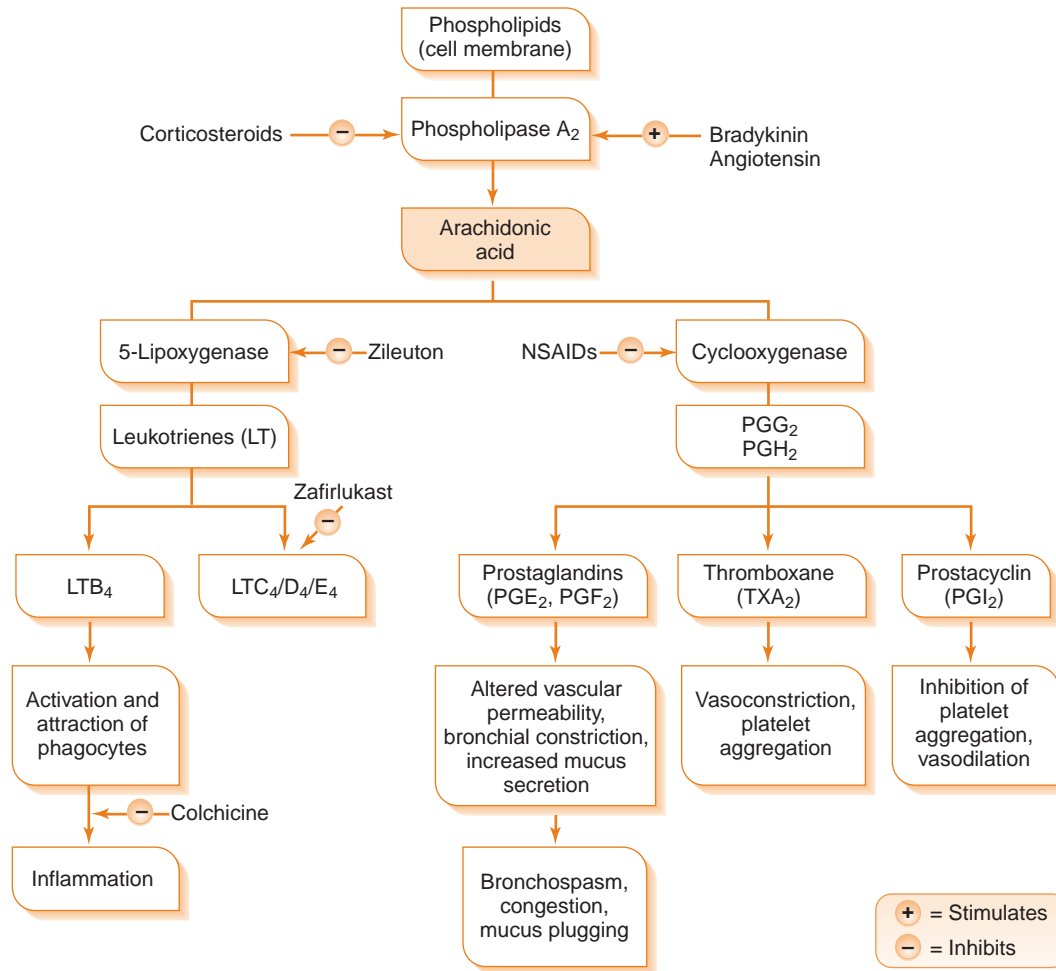 Phospholipids
(cell membrane)
Corticosteroids
−
Phospholipase A₂
+
Bradykinin
Angiotensin
Arachidonic
acid
5-Lipoxygenase
−
Zileuton
NSAIDs
−
Cyclooxygenase
Leukotrienes (LT)
PGG₂
PGH₂
Zafirlukast
−
LTB₄
LTC₄/D₄/E₄
Prostaglandins
(PGE₂, PGF₂)
Thromboxane
(TXA₂)
Prostacyclin
(PGI₂)
Activation and
attraction of
phagocytes
Altered vascular
permeability,
bronchial constriction,
increased mucus
secretion
Vasoconstriction,
platelet
aggregation
Inhibition of
platelet
aggregation,
vasodilation
−
Colchicine
Inflammation
Bronchospasm,
congestion,
mucus plugging
+ = Stimulates
− = Inhibits